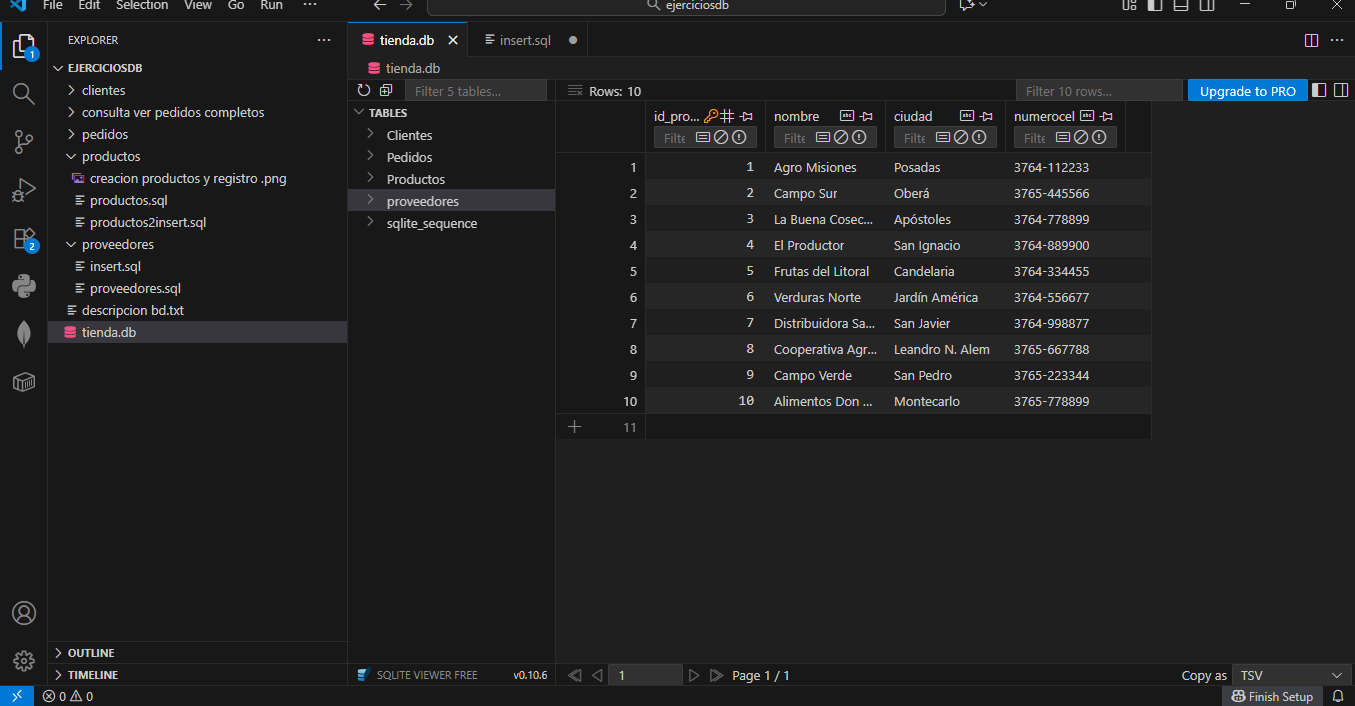 File Edit Selection View Go Run ··· ejerciciosdb
EXPLORER ···
EJERCICIOSDB
clientes
consulta ver pedidos completos
pedidos
productos
creacion productos y registro .png
productos.sql
productos2insert.sql
proveedores
insert.sql
proveedores.sql
descripcion bd.txt
tienda.db
OUTLINE
TIMELINE
1
2
tienda.db insert.sql
tienda.db
Filter 5 tables...
TABLES
Clientes
Pedidos
Productos
proveedores
sqlite_sequence
SQLITE VIEWER FREE v0.10.6
Rows: 10 Filter 10 rows... Upgrade to PRO
id_pro... nombre ciudad numerocel
Filte Filte Filte Filte
1 1 Agro Misiones Posadas 3764-112233
2 2 Campo Sur Oberá 3765-445566
3 3 La Buena Cosec... Apóstoles 3764-778899
4 4 El Productor San Ignacio 3764-889900
5 5 Frutas del Litoral Candelaria 3764-334455
6 6 Verduras Norte Jardín América 3764-556677
7 7 Distribuidora Sa... San Javier 3764-998877
8 8 Cooperativa Agr... Leandro N. Alem 3765-667788
9 9 Campo Verde San Pedro 3765-223344
10 10 Alimentos Don ... Montecarlo 3765-778899
11
1 Page 1 / 1 Copy as TSV
0 0 Finish Setup